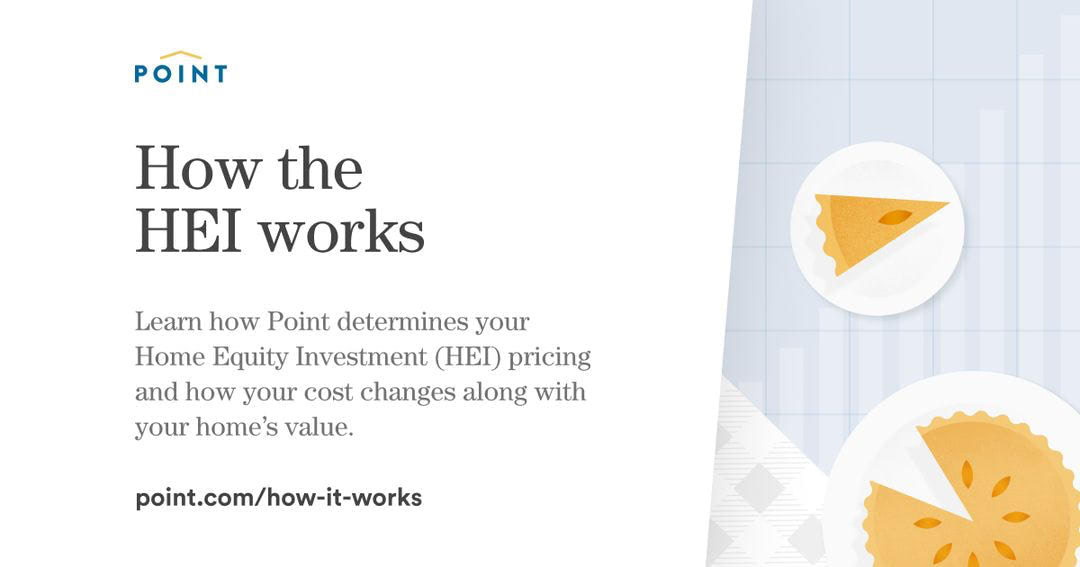 POINT
How the
HEI works
Learn how Point determines your
Home Equity Investment (HEI) pricing
and how your cost changes along with
your home’s value.
point.com/how-it-works